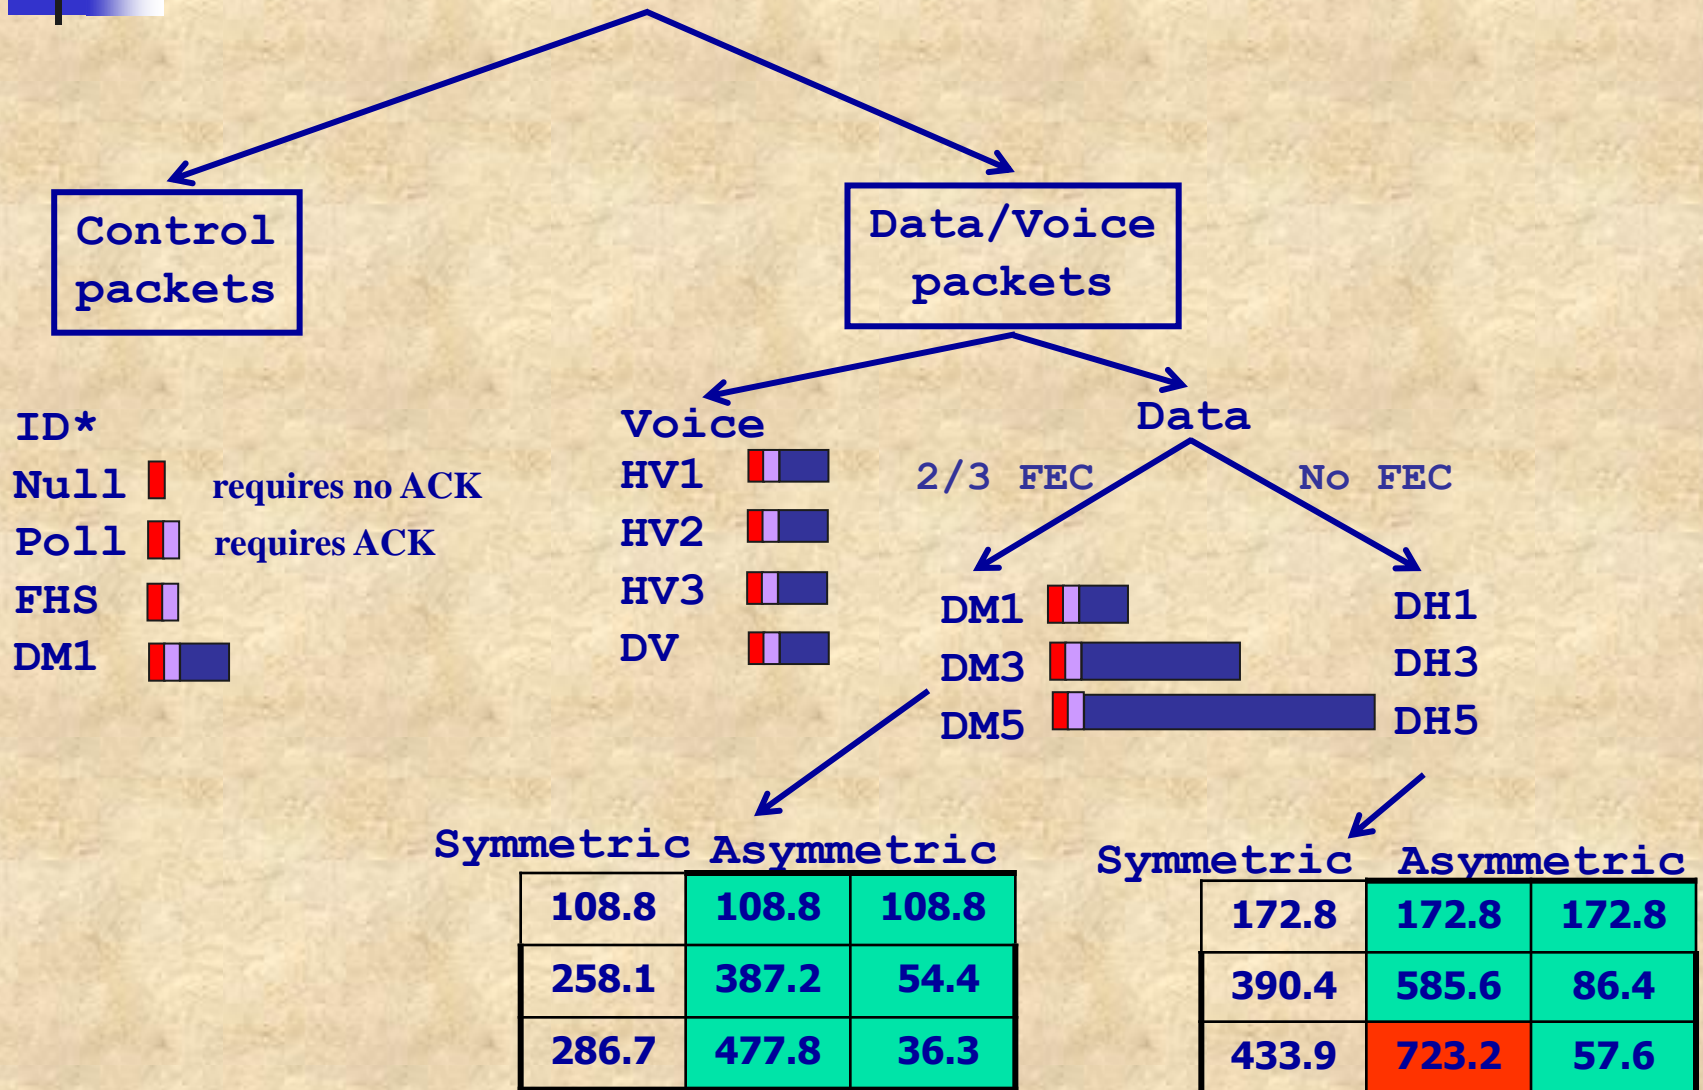 Control
packets
Data/Voice
packets
ID*
Null requires no ACK
Poll requires ACK
FHS
DM1
Voice
HV1
HV2
HV3
DV
Data
2/3 FEC
No FEC
DM1
DM3
DM5
DH1
DH3
DH5
Symmetric Asymmetric
108.8 108.8 108.8
258.1 387.2 54.4
286.7 477.8 36.3
Symmetric Asymmetric
172.8 172.8 172.8
390.4 585.6 86.4
433.9 723.2 57.6